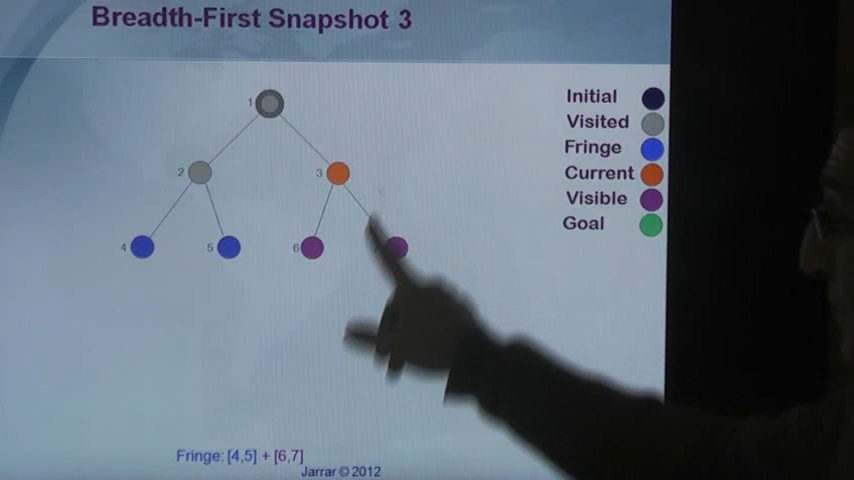 Breadth-First Snapshot 3
1
2
3
4
5
6
Initial
Visited
Fringe
Current
Visible
Goal
Fringe: [4,5] + [6,7]
Jarrar © 2012